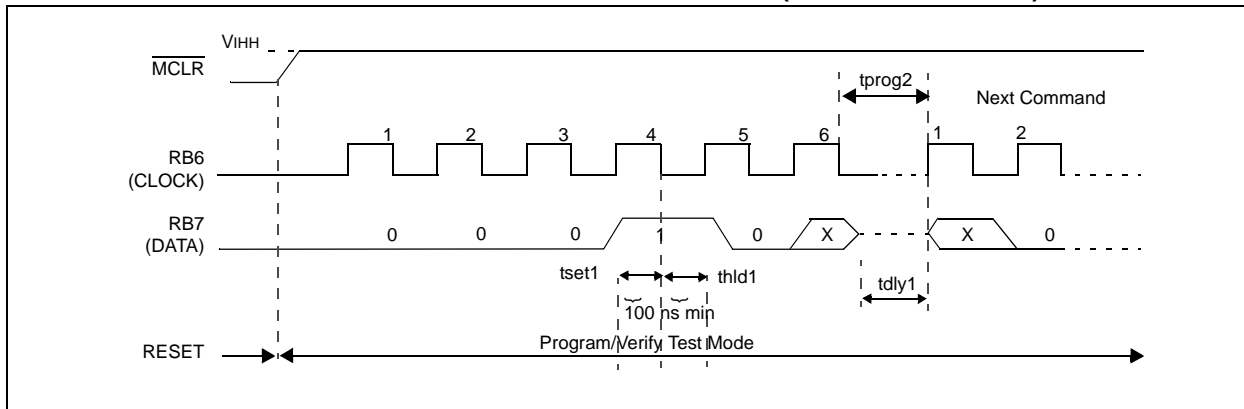 VIHH
MCLR
tprog2
Next Command
1 2 3 4 5 6 1 2
RB6
(CLOCK)
RB7
(DATA)
0 0 0 1 0 X X 0
tset1 thld1
tdly1
100 ns min
RESET
Program/Verify Test Mode